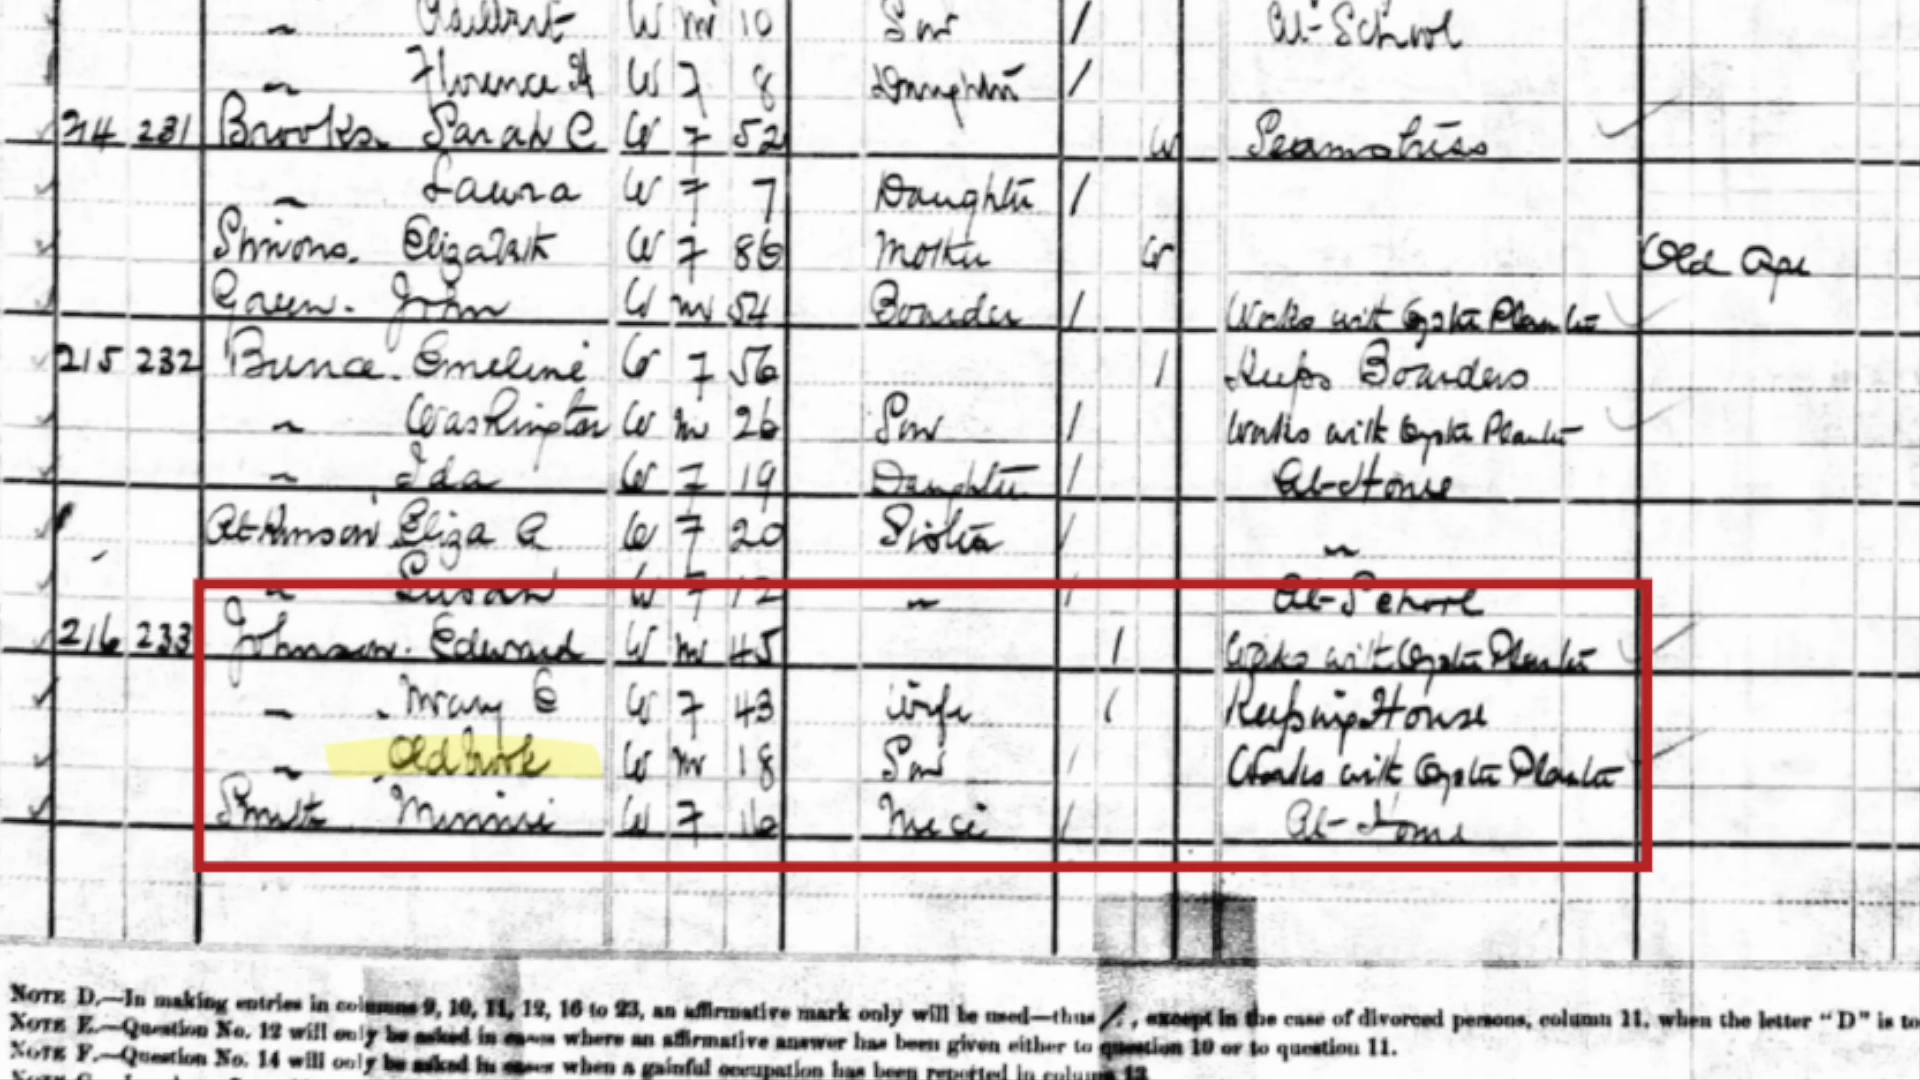 " W m 10 Son / At School
" Florence A W F 8 Daughter /
214 231 Brooks Sarah C W F 52 W Seamstriss
" Laura W F 7 Daughter /
Simons. Elizabeth W F 86 Mother W Old Age
Green. John W m 54 Boarder / Works with Oyster Planter
215 232 Bunce. Emeline W F 56 1 Keeps Boarders
" Washington W m 26 Son / Works with Oyster Planter
" Ida W F 19 Daughter / At Home
Atkinson Eliza A W F 20 Sister / "
" Susan W F 12 " / At School
216 233 Johnson. Edward W m 45 1 Works with Oyster Planter
" Mary E W F 43 Wife / Keeping House
" W m 18 Son / Works with Oyster Planter
Smith Minnie W F 16 Niece / At Home
NOTE D.—In making entries in columns 9, 10, 11, 12, 16 to 23, an affirmative mark only will be used—thus /, except in the case of divorced persons, column 11, when the letter "D" is to
NOTE E.—Question No. 12 will only be asked in cases where an affirmative answer has been given either to question 10 or to question 11.
NOTE F.—Question No. 14 will only be asked in cases when a gainful occupation has been reported in column 13.